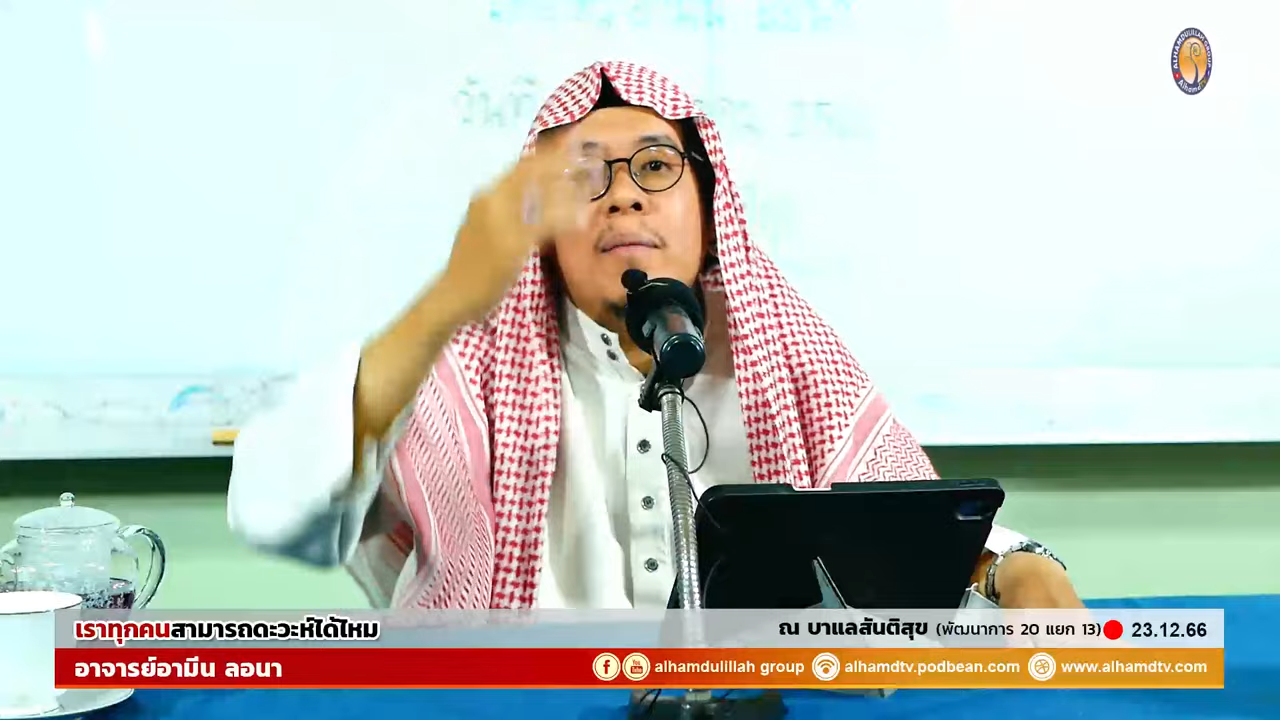 ALHAMDULILLAH GROUP
เราทุกคนสามารถดะวะห์ได้ไหม
ณ บาแลสันติสุข (พัฒนาการ 20 แยก 13) 23.12.66
อาจารย์อามีน ลอนา
alhamdulillah group alhamdtv.podbean.com www.alhamdtv.com